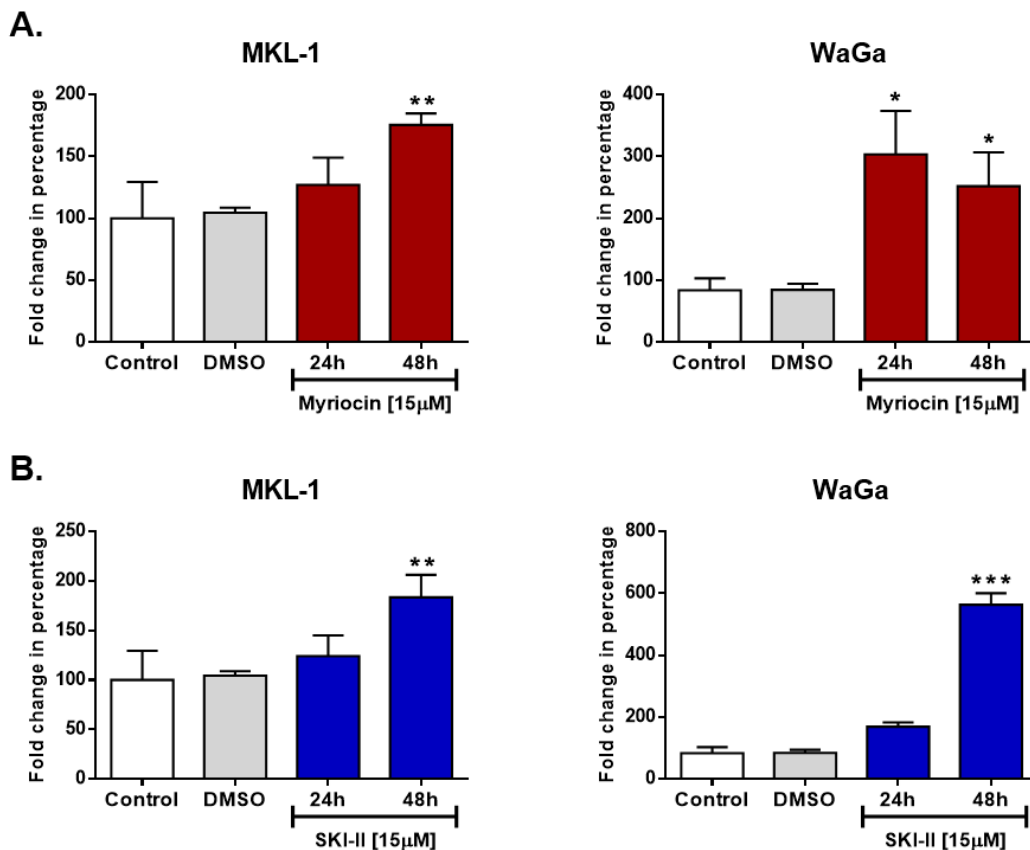 A.
MKL-1
Fold change in percentage
200
150
100
50
0
**
Control DMSO 24h 48h
Myriocin [15μM]
WaGa
Fold change in percentage
400
300
200
100
0
* *
Control DMSO 24h 48h
Myriocin [15μM]
B.
MKL-1
Fold change in percentage
250
200
150
100
50
0
**
Control DMSO 24h 48h
SKI-II [15μM]
WaGa
Fold change in percentage
800
600
400
200
0
***
Control DMSO 24h 48h
SKI-II [15μM]